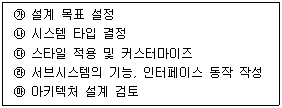 ㉮ 설계 목표 설정
㉯ 시스템 타입 결정
㉰ 스타일 적용 및 커스터마이즈
㉱ 서브시스템의 기능, 인터페이스 동작 작성
㉲ 아키텍처 설계 검토